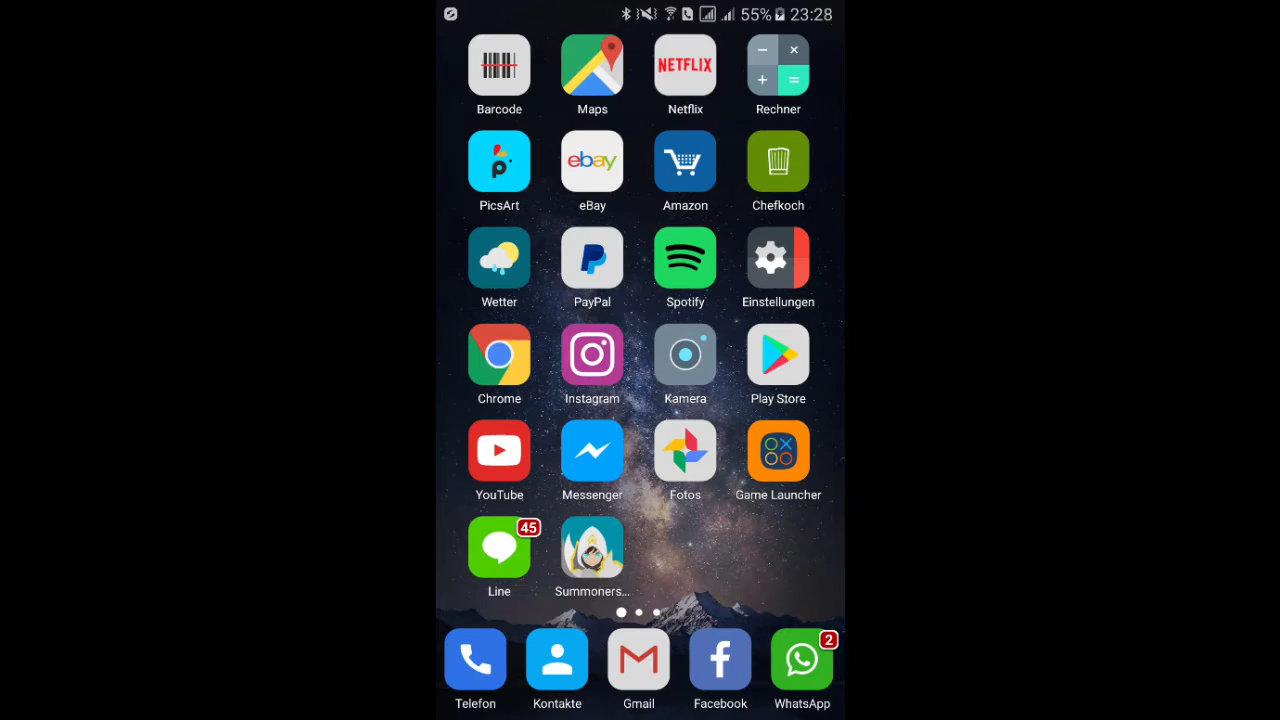 55% 23:28
NETFLIX
Barcode Maps Netflix Rechner
ebay
PicsArt eBay Amazon Chefkoch
Wetter PayPal Spotify Einstellungen
Chrome Instagram Kamera Play Store
YouTube Messenger Fotos Game Launcher
45
Line Summoners...
2
Telefon Kontakte Gmail Facebook WhatsApp